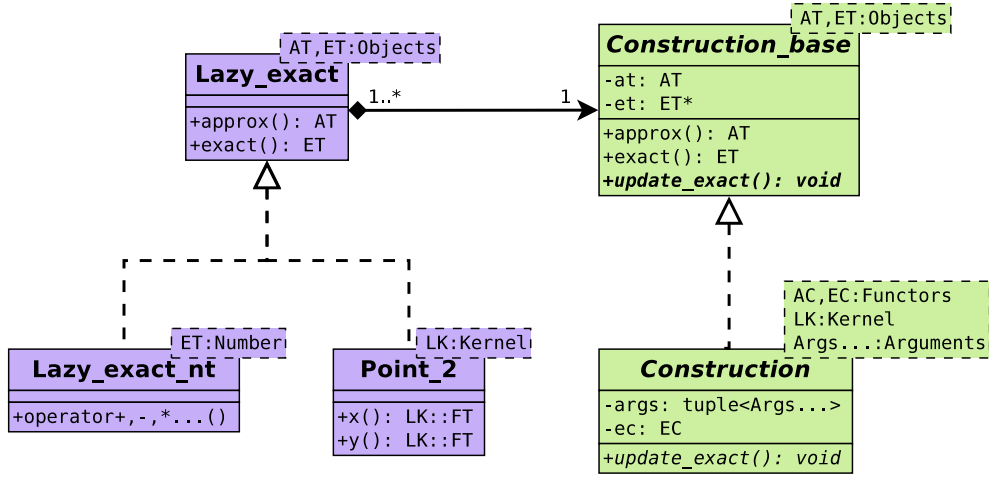 AT,ET:Objects
Lazy_exact
+approx(): AT
+exact(): ET
1..*
1
AT,ET:Objects
Construction_base
-at: AT
-et: ET*
+approx(): AT
+exact(): ET
+update_exact(): void
ET:Number
Lazy_exact_nt
+operator+,-,*...()
LK:Kernel
Point_2
+x(): LK::FT
+y(): LK::FT
AC,EC:Functors
LK:Kernel
Args...:Arguments
Construction
-args: tuple<Args...>
-ec: EC
+update_exact(): void